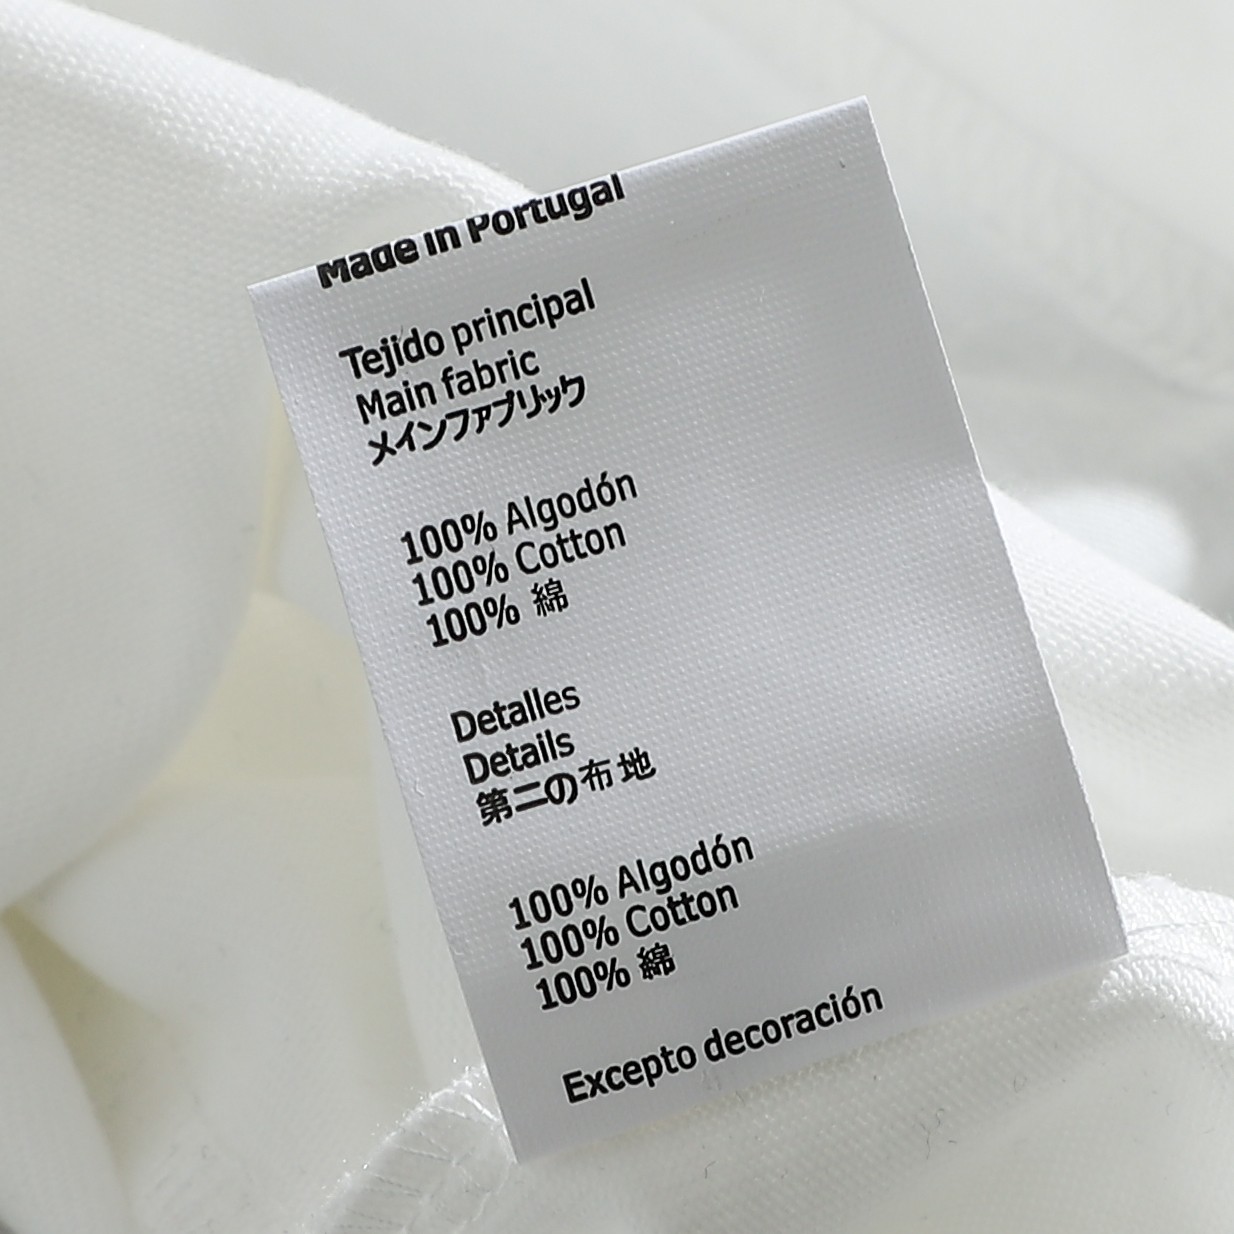 Made in Portugal
Tejido principal
Main fabric
メインファブリック
100% Algodón
100% Cotton
100% 綿
Detalles
Details
第二の布地
100% Algodón
100% Cotton
100% 綿
Excepto decoración